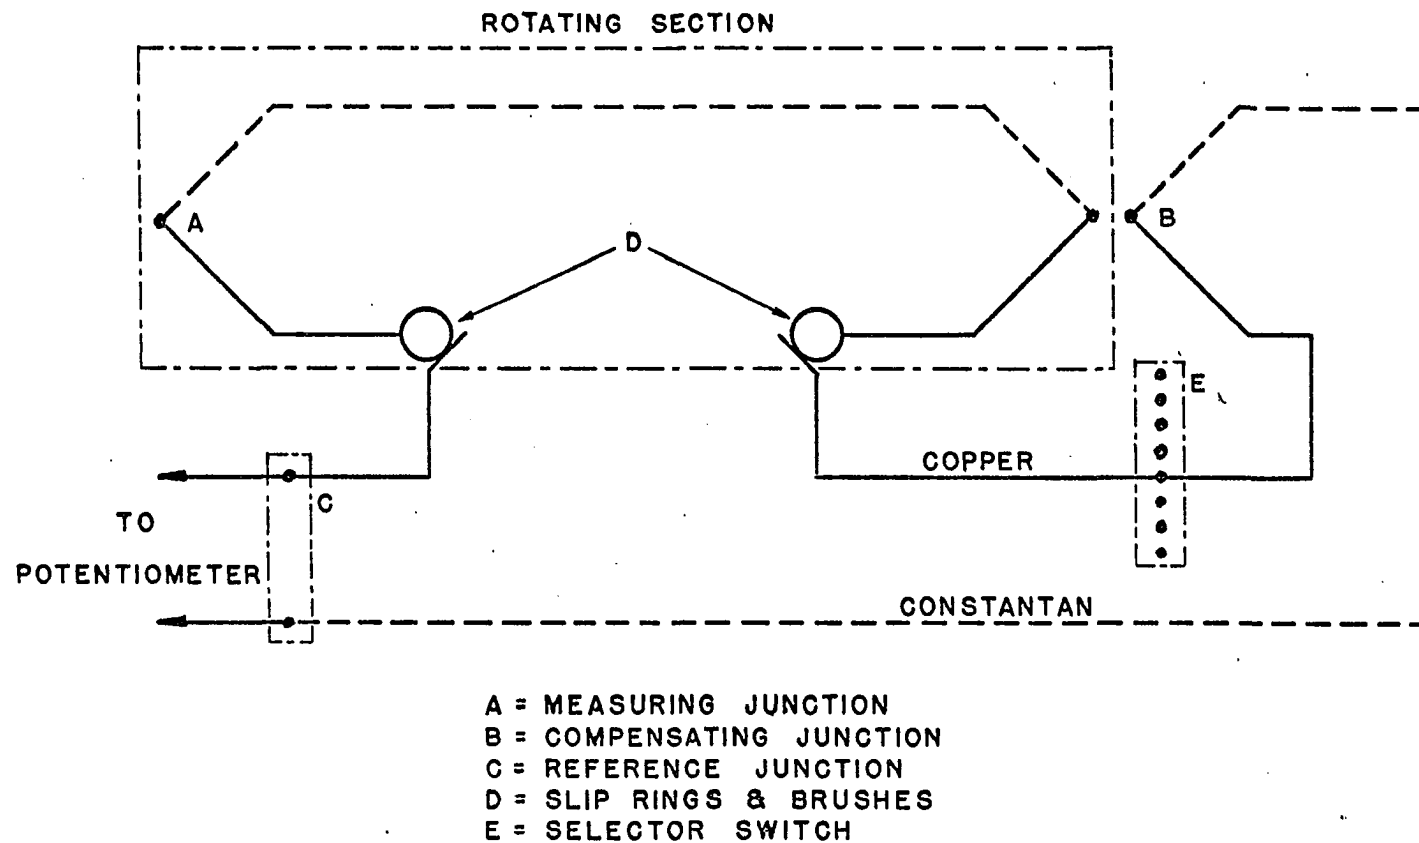 ROTATING SECTION
A
B
D
E
COPPER
C
TO
POTENTIOMETER
CONSTANTAN
A = MEASURING JUNCTION
B = COMPENSATING JUNCTION
C = REFERENCE JUNCTION
D = SLIP RINGS & BRUSHES
E = SELECTOR SWITCH